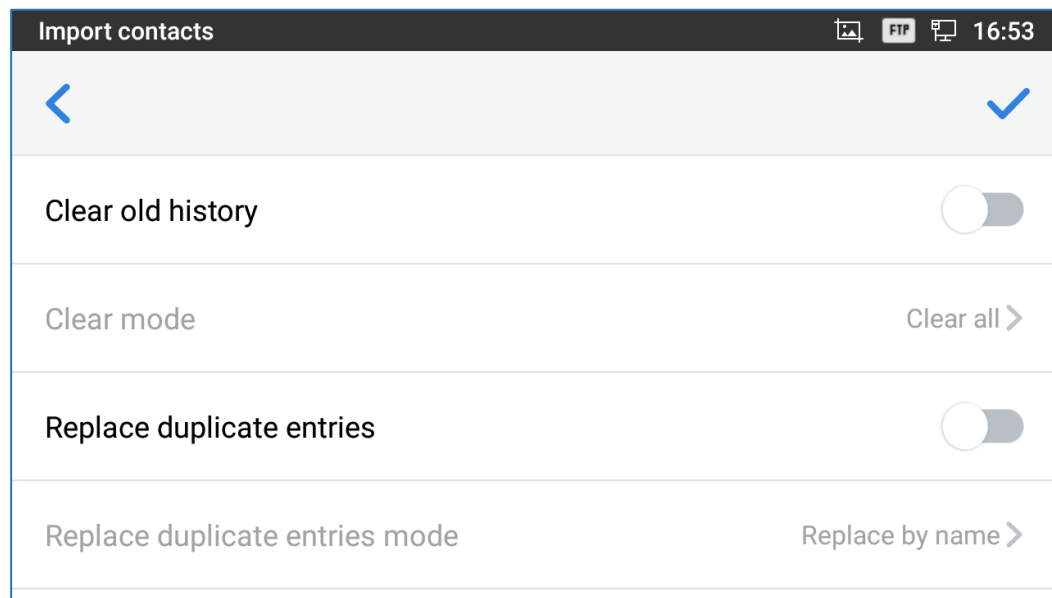 Import contacts FTP 16:53
Clear old history
Clear mode Clear all
Replace duplicate entries
Replace duplicate entries mode Replace by name